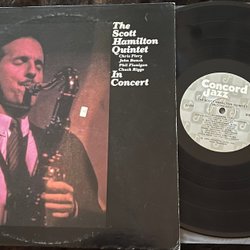 The
Scott
Hamilton
Quintet
Chris Flory
John Bunch
Phil Flanigan
Chuck Riggs
In
Concert
Concord
Jazz